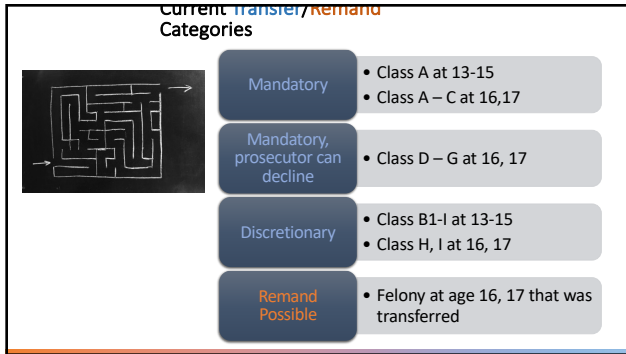 Current Transfer/Remand
Categories
Mandatory
• Class A at 13-15
• Class A – C at 16,17
Mandatory,
prosecutor can
decline
• Class D – G at 16, 17
Discretionary
• Class B1-I at 13-15
• Class H, I at 16, 17
Remand
Possible
• Felony at age 16, 17 that was
transferred